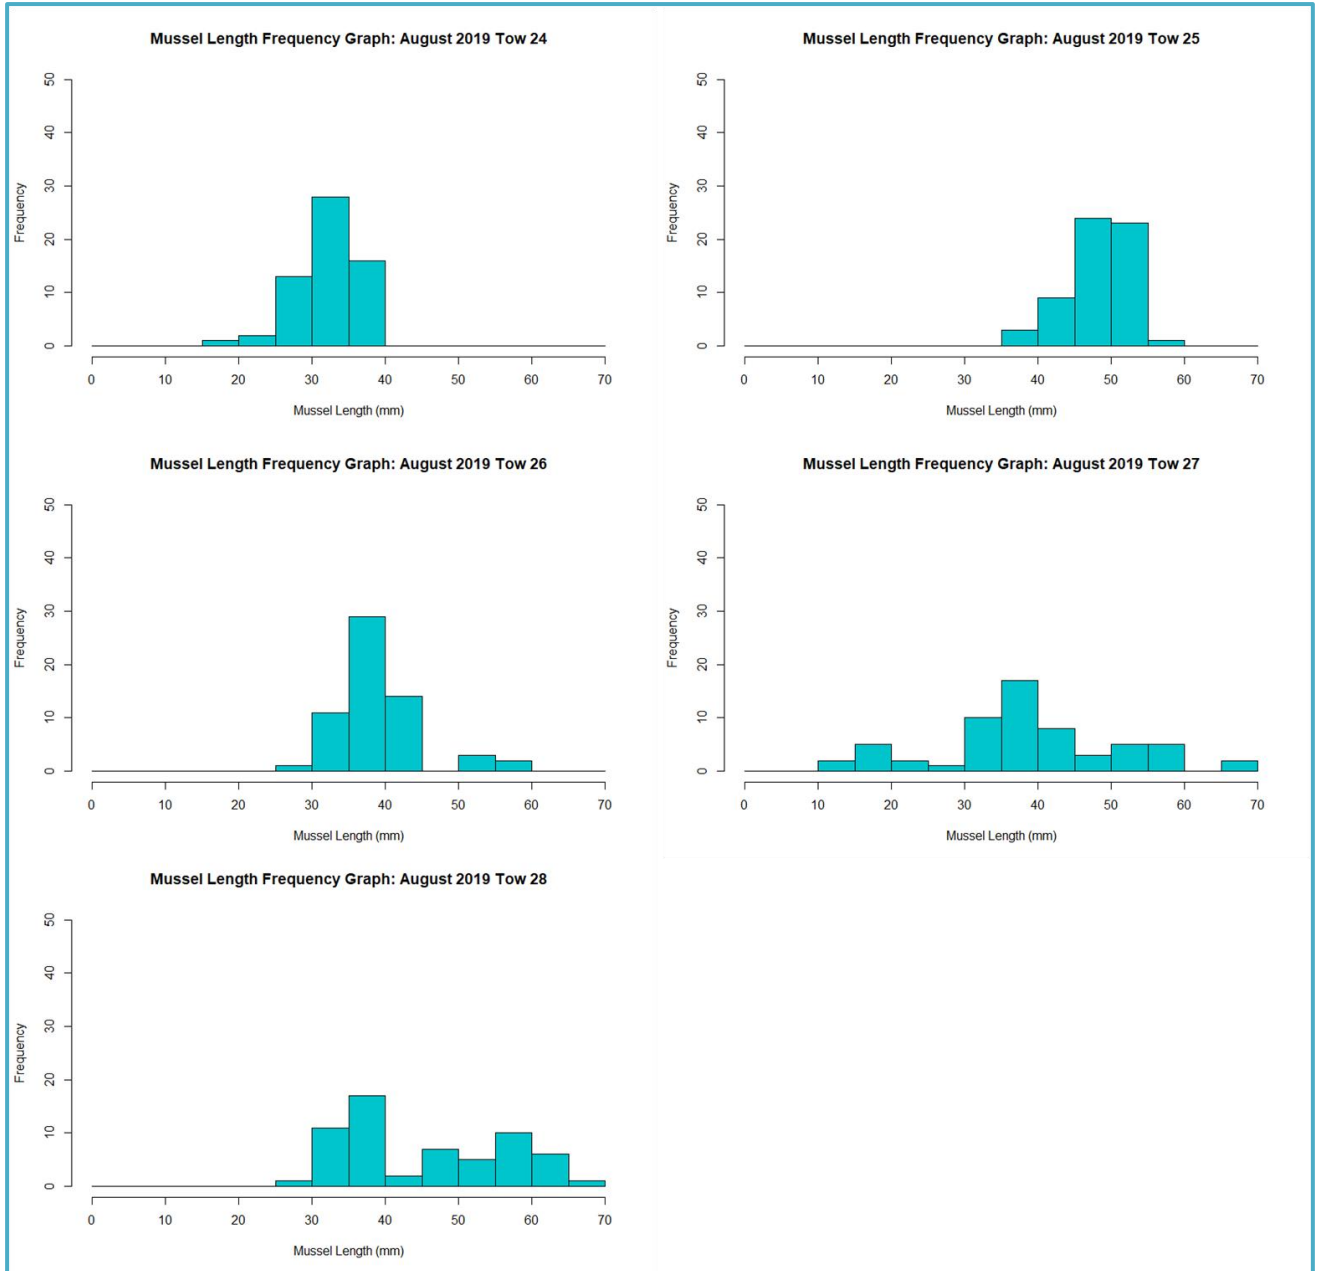 Mussel Length Frequency Graph: August 2019 Tow 24
50
40
30
20
10
0
Frequency
0 10 20 30 40 50 60 70
Mussel Length (mm)
Mussel Length Frequency Graph: August 2019 Tow 25
50
40
30
20
10
0
Frequency
0 10 20 30 40 50 60 70
Mussel Length (mm)
Mussel Length Frequency Graph: August 2019 Tow 26
50
40
30
20
10
0
Frequency
0 10 20 30 40 50 60 70
Mussel Length (mm)
Mussel Length Frequency Graph: August 2019 Tow 27
50
40
30
20
10
0
Frequency
0 10 20 30 40 50 60 70
Mussel Length (mm)
Mussel Length Frequency Graph: August 2019 Tow 28
50
40
30
20
10
0
Frequency
0 10 20 30 40 50 60 70
Mussel Length (mm)